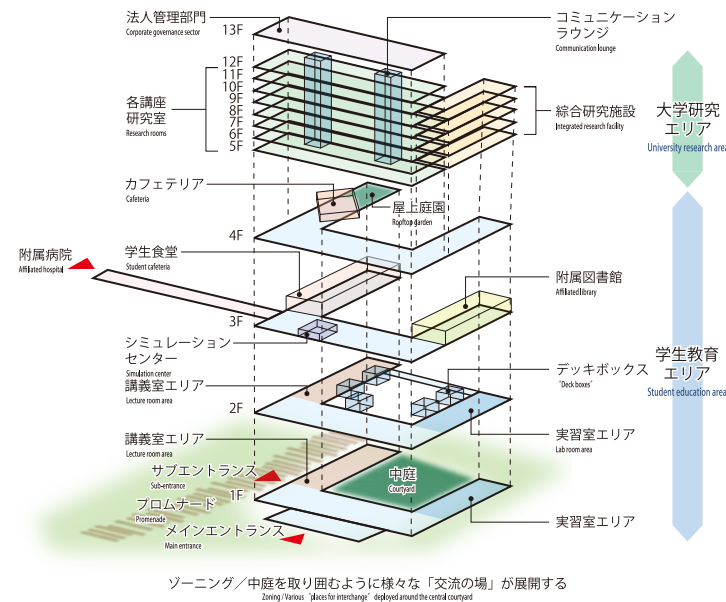 法人管理部門
Corporate governance sector
13F
コミュニケーション
ラウンジ
Communication lounge
12F
11F
10F
9F
8F
7F
6F
5F
各講座
研究室
Research rooms
綜合研究施設
Integrated research facility
大学研究
エリア
University research area
カフェテリア
Cafeteria
屋上庭園
Rooftop garden
4F
附属病院
Affiliated hospital
学生食堂
Student cafeteria
附属図書館
Affiliated library
3F
シミュレーション
センター
Simulation center
学生教育
エリア
Student education area
講義室エリア
Lecture room area
デッキボックス
"Deck boxes"
2F
実習室エリア
Lab room area
講義室エリア
Lecture room area
サブエントランス
Sub-entrance
中庭
Courtyard
1F
プロムナード
Promenade
メインエントランス
Main entrance
実習室エリア
ゾーニング／中庭を取り囲むように様々な「交流の場」が展開する
Zoning / Various "places for interchange" deployed around the central courtyard